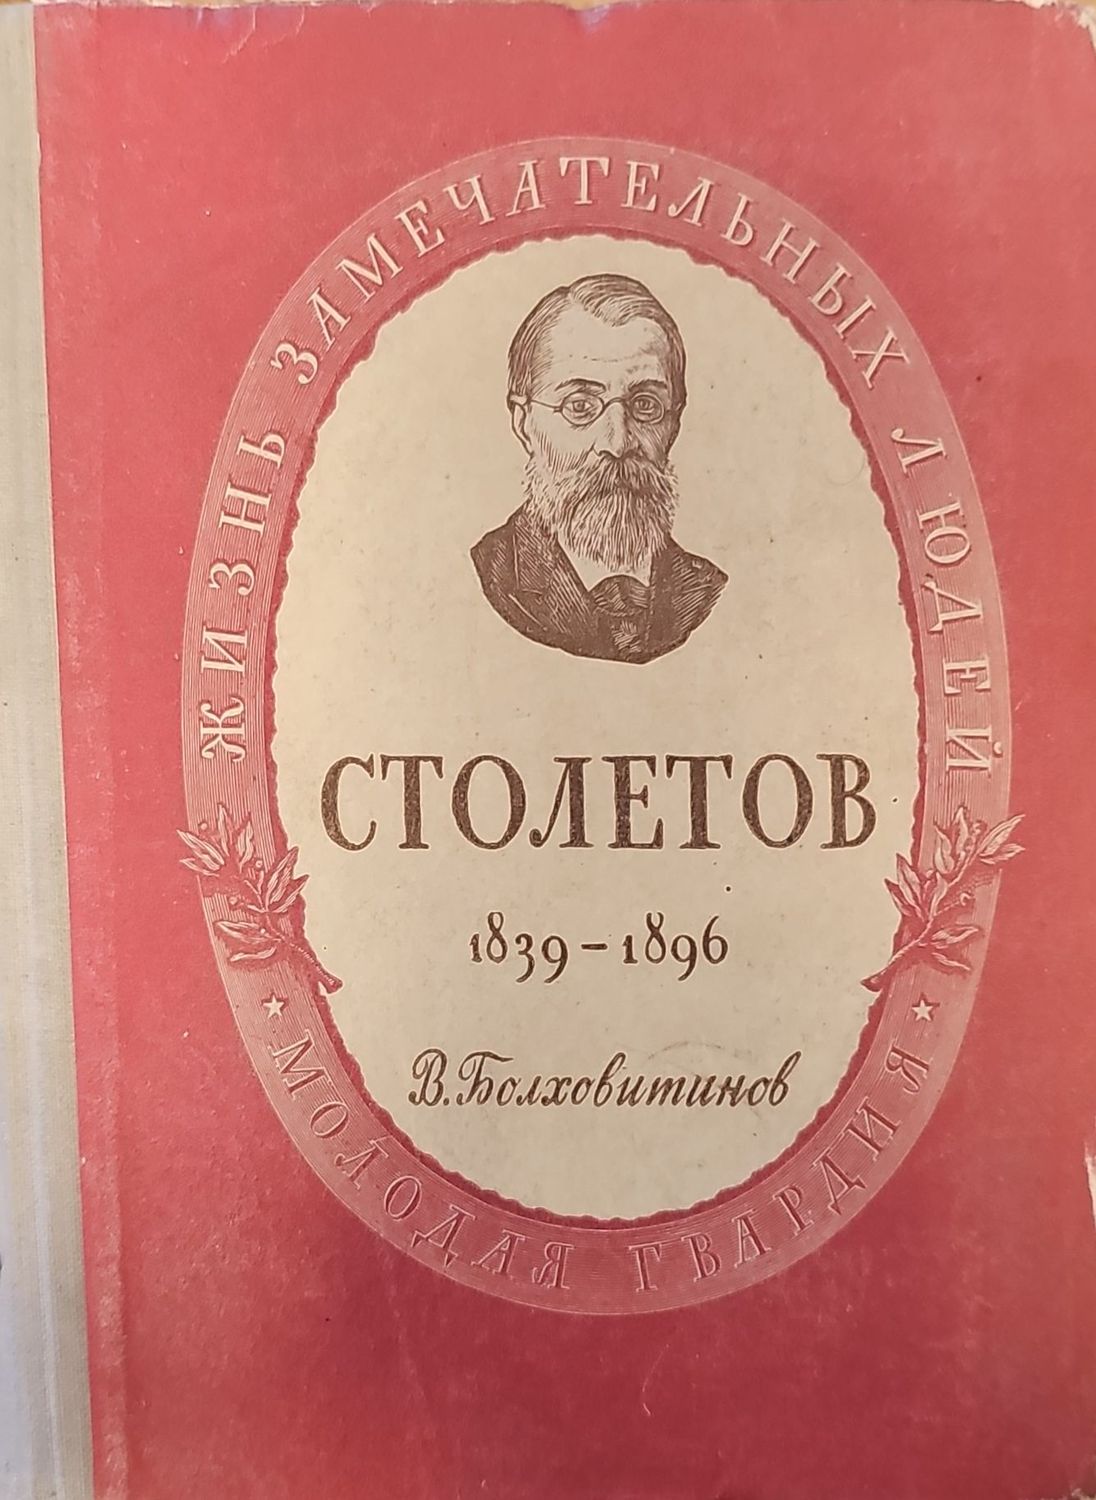 ЖИЗНЬ ЗАМЕЧАТЕЛЬНЫХ ЛЮДЕЙ
СТОЛЕТОВ
1839–1896
В. Болховитинов
МОЛОДАЯ ГВАРДИЯ